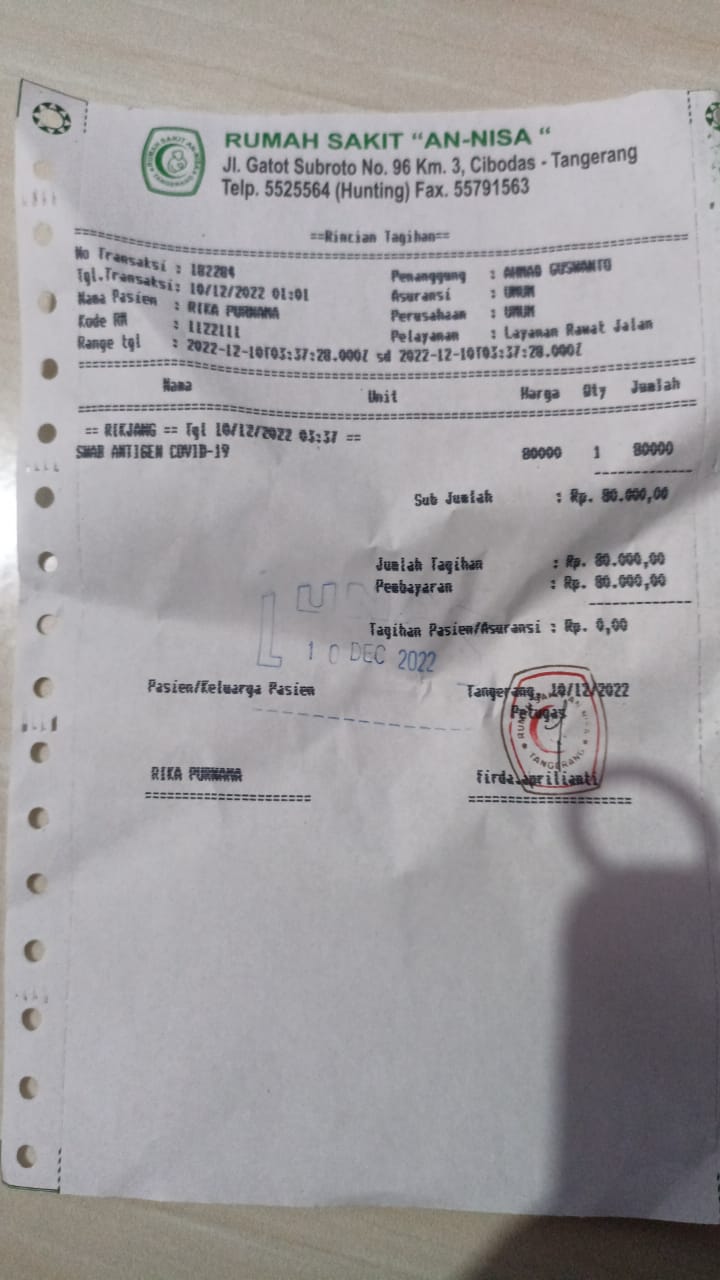 RUMAH SAKIT "AN-NISA "
Jl. Gatot Subroto No. 96 Km. 3, Cibodas - Tangerang
Telp. 5525564 (Hunting) Fax. 55791563
==Rincian Tagihan==
No Transaksi : 182284 Penanggung : AHMAD GUSWANTO
Tgl.Transaksi: 10/12/2022 01:01 Asuransi : UMUM
Nama Pasien : RIKA PURNAMA Perusahaan : UMUM
Kode RM : 1122111 Pelayanan : Layanan Rawat Jalan
Range tgl : 2022-12-10T03:37:28.000Z sd 2022-12-10T03:37:28.000Z
Nama Unit Harga Qty Jumlah
== RIKJANG == Tgl 10/12/2022 03:37 ==
SWAB ANTIGEN COVID-19 80000 1 80000
Sub Jumlah : Rp. 80.000,00
Jumlah Tagihan : Rp. 80.000,00
Pembayaran : Rp. 80.000,00
Tagihan Pasien/Asuransi : Rp. 0,00
10 DEC 2022
Pasien/Keluarga Pasien Tangerang, 10/12/2022
Petugas
RIKA PURNAMA Firda.aprilianti